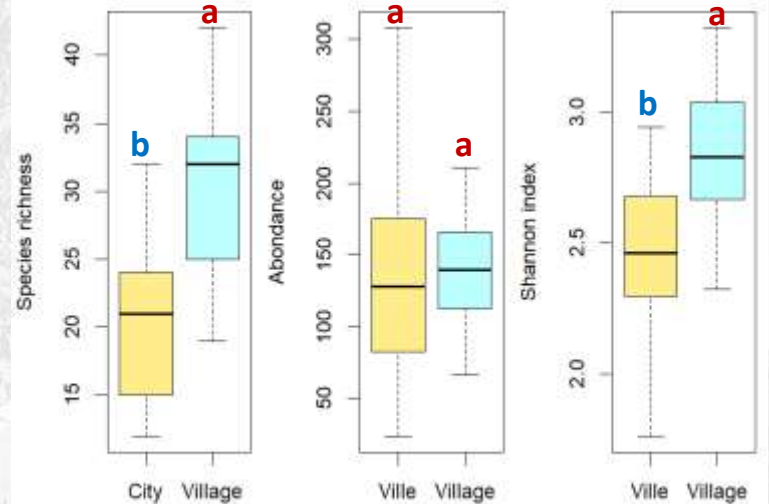 Species richness
40
35
30
25
20
15
b
a
City Village
Abondance
300
250
200
150
100
50
a
a
Ville Village
Shannon index
3.0
2.5
2.0
b
a
Ville Village